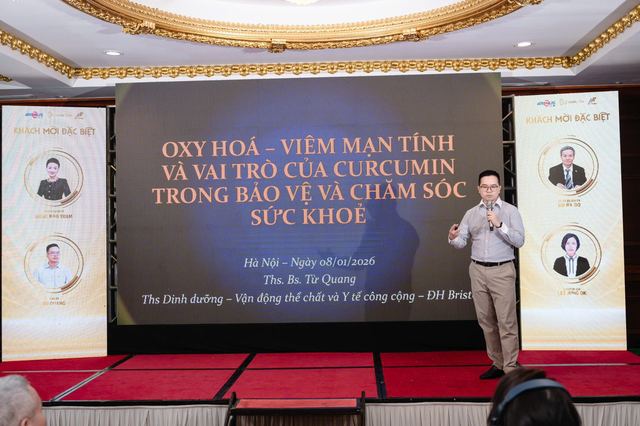 KHÁCH MỜI ĐẶC BIỆT
OXY HOÁ – VIÊM MẠN TÍNH
VÀ VAI TRÒ CỦA CURCUMIN
TRONG BẢO VỆ VÀ CHĂM SÓC
SỨC KHOẺ
Hà Nội – Ngày 08/01/2026
Ths. Bs. Từ Quang
Ths Dinh dưỡng – Vận động thể chất và Y tế công cộng – ĐH Brist
KHÁCH MỜI ĐẶC BIỆT